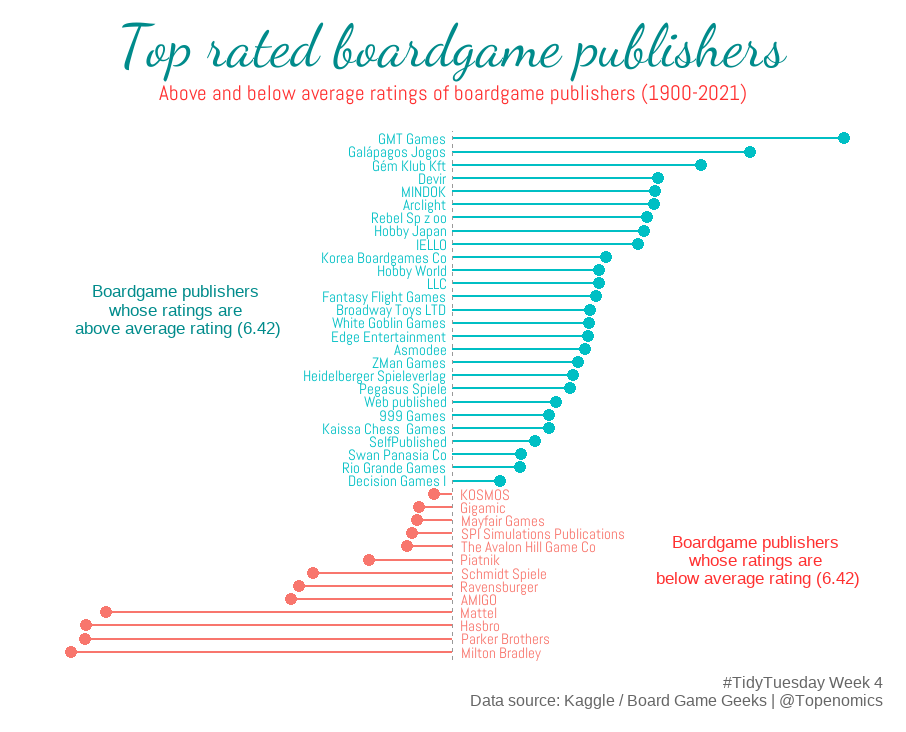 Top rated boardgame publishers
Above and below average ratings of boardgame publishers (1900-2021)
GMT Games
Galápagos Jogos
Gém Klub Kft
Devir
MINDOK
Arclight
Rebel Sp z oo
Hobby Japan
IELLO
Korea Boardgames Co
Hobby World
LLC
Fantasy Flight Games
Broadway Toys LTD
White Goblin Games
Edge Entertainment
Asmodee
ZMan Games
Heidelberger Spieleverlag
Pegasus Spiele
Web published
999 Games
Kaissa Chess  Games
SelfPublished
Swan Panasia Co
Rio Grande Games
Decision Games I
Boardgame publishers
whose ratings are
above average rating (6.42)
KOSMOS
Gigamic
Mayfair Games
SPI Simulations Publications
The Avalon Hill Game Co
Piatnik
Schmidt Spiele
Ravensburger
AMIGO
Mattel
Hasbro
Parker Brothers
Milton Bradley
Boardgame publishers
whose ratings are
below average rating (6.42)
#TidyTuesday Week 4
Data source: Kaggle / Board Game Geeks | @Topenomics